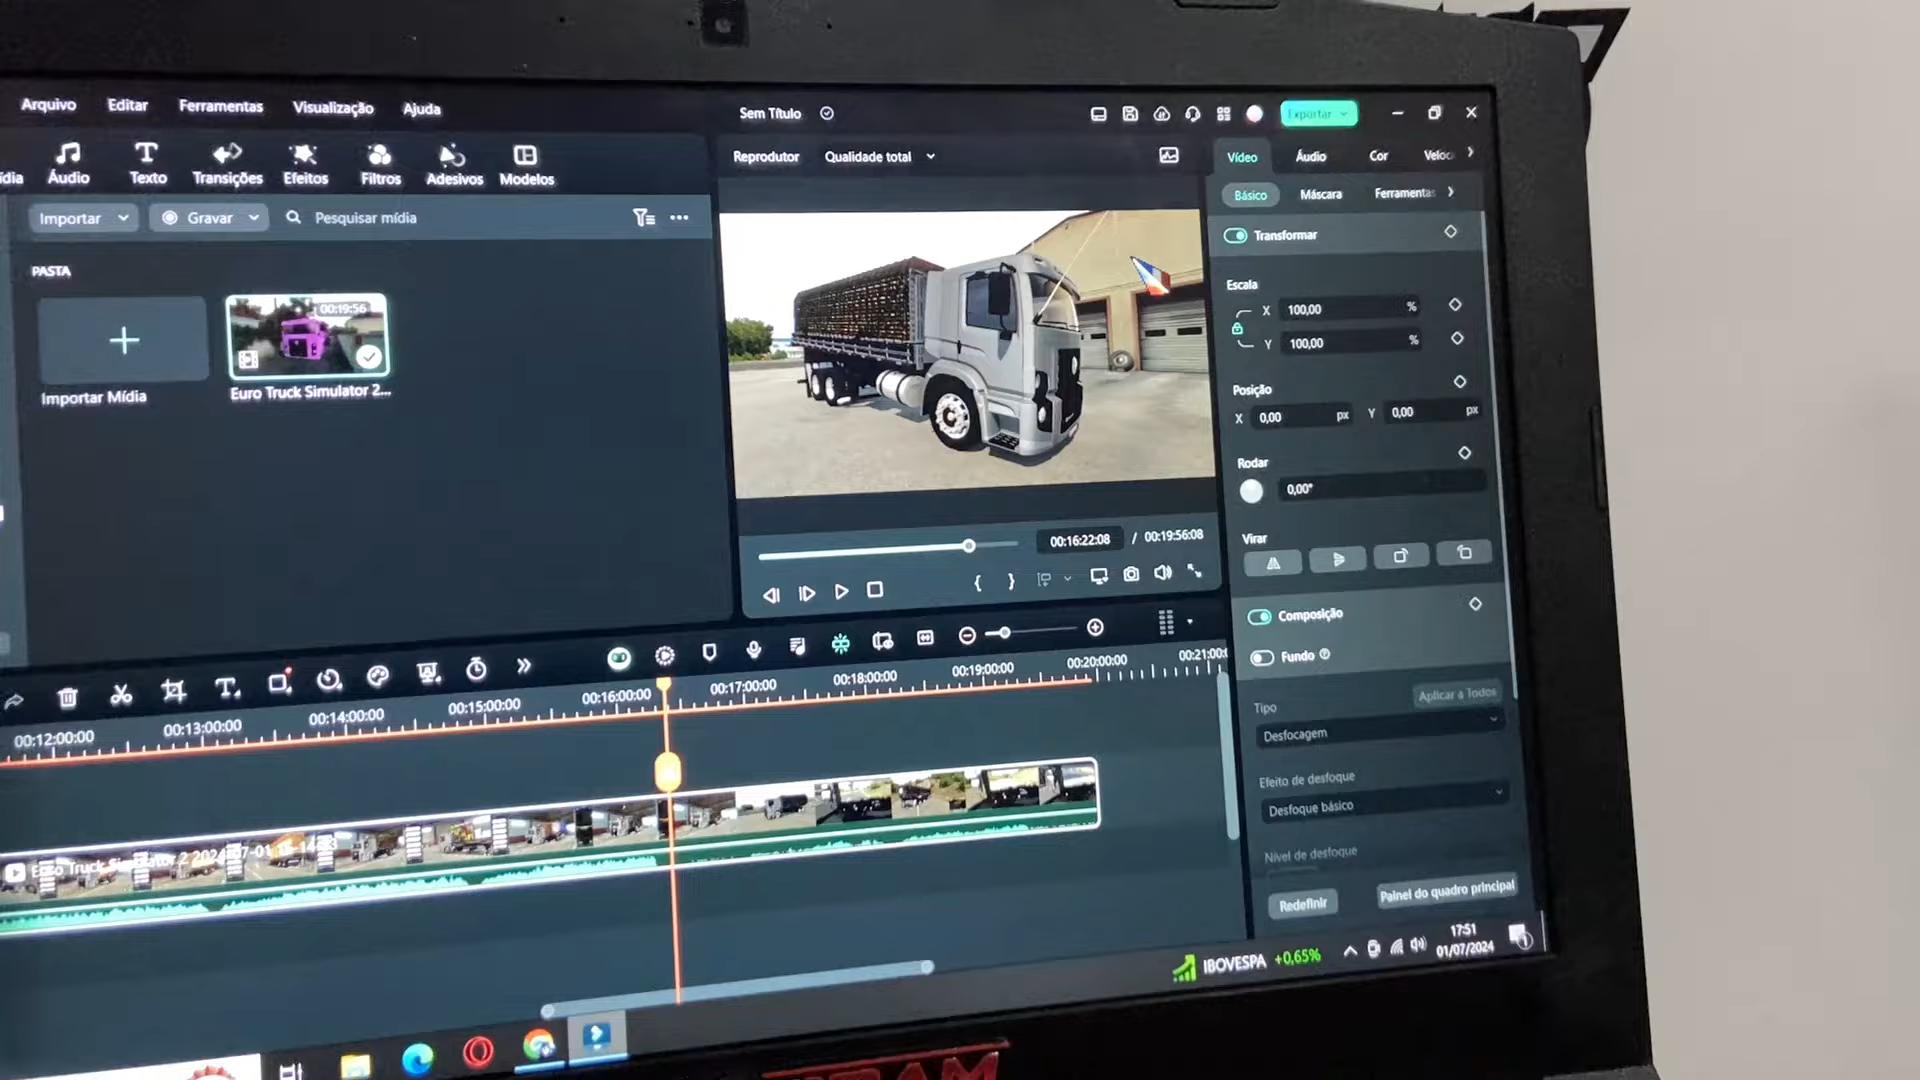 Arquivo Editar Ferramentas Visualização Ajuda
Sem Título
Exportar
ídia Áudio Texto Transições Efeitos Filtros Adesivos Modelos
Reprodutor Qualidade total
Vídeo Áudio Cor Veloc
Básico Máscara Ferramentas
Importar Gravar Pesquisar mídia
PASTA
00:19:56
Importar Mídia
Euro Truck Simulator 2...
Transformar
Escala
X 100,00 %
Y 100,00 %
Posição
X 0,00 px Y 0,00 px
Rodar
0,00°
Virar
00:16:22:08 / 00:19:56:08
Composição
Fundo
Aplicar a Todos
Tipo
Desfocagem
Efeito de desfoque
Desfoque básico
Nível de desfoque
Redefinir Painel do quadro principal
00:12:00:00 00:13:00:00 00:14:00:00 00:15:00:00 00:16:00:00 00:17:00:00 00:18:00:00 00:19:00:00 00:20:00:00 00:21:00:
Euro Truck Simulator 2
IBOVESPA +0,65%
17:51
01/07/2024
1